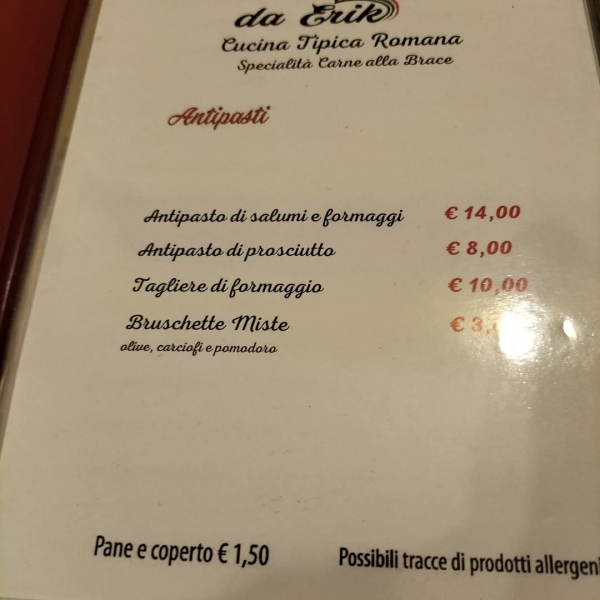 da Erik
Cucina Tipica Romana
Specialità Carne alla Brace
Antipasti
Antipasto di salumi e formaggi € 14,00
Antipasto di prosciutto € 8,00
Tagliere di formaggio € 10,00
Bruschette Miste
olive, carciofi e pomodoro
Pane e coperto € 1,50
Possibili tracce di prodotti allergeni